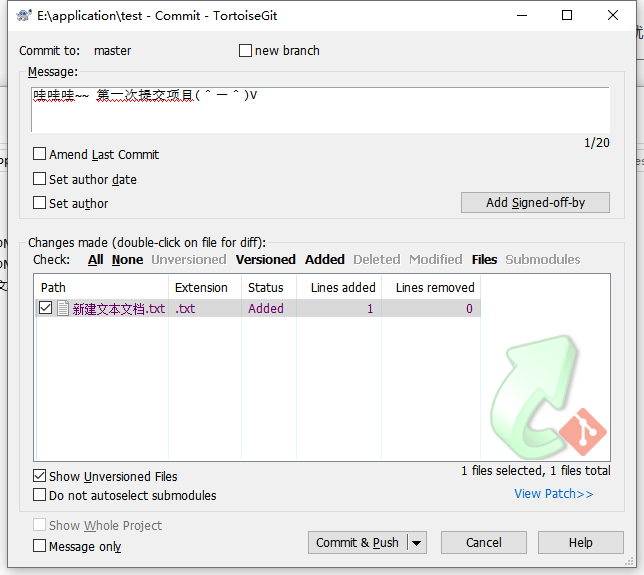 E:\application\test - Commit - TortoiseGit
Commit to: master new branch
Message:
哇哇哇~~ 第一次提交项目(＾－＾)V
1/20
Amend Last Commit
Set author date
Set author
Add Signed-off-by
Changes made (double-click on file for diff):
Check: All None Unversioned Versioned Added Deleted Modified Files Submodules
Path Extension Status Lines added Lines removed
新建文本文档.txt .txt Added 1 0
Show Unversioned Files
1 files selected, 1 files total
Do not autoselect submodules
View Patch>>
Show Whole Project
Message only
Commit & Push Cancel Help